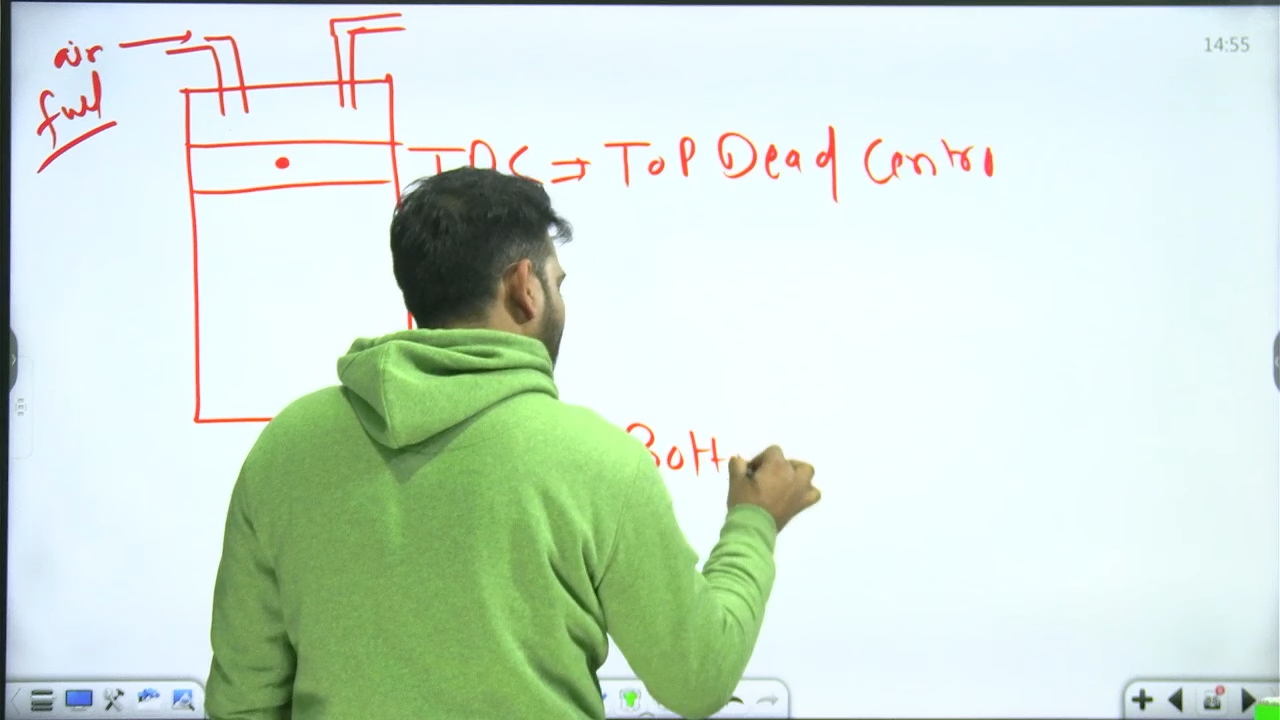 14:55
air
fuel
TDC ⇒ Top Dead Centre
Bott